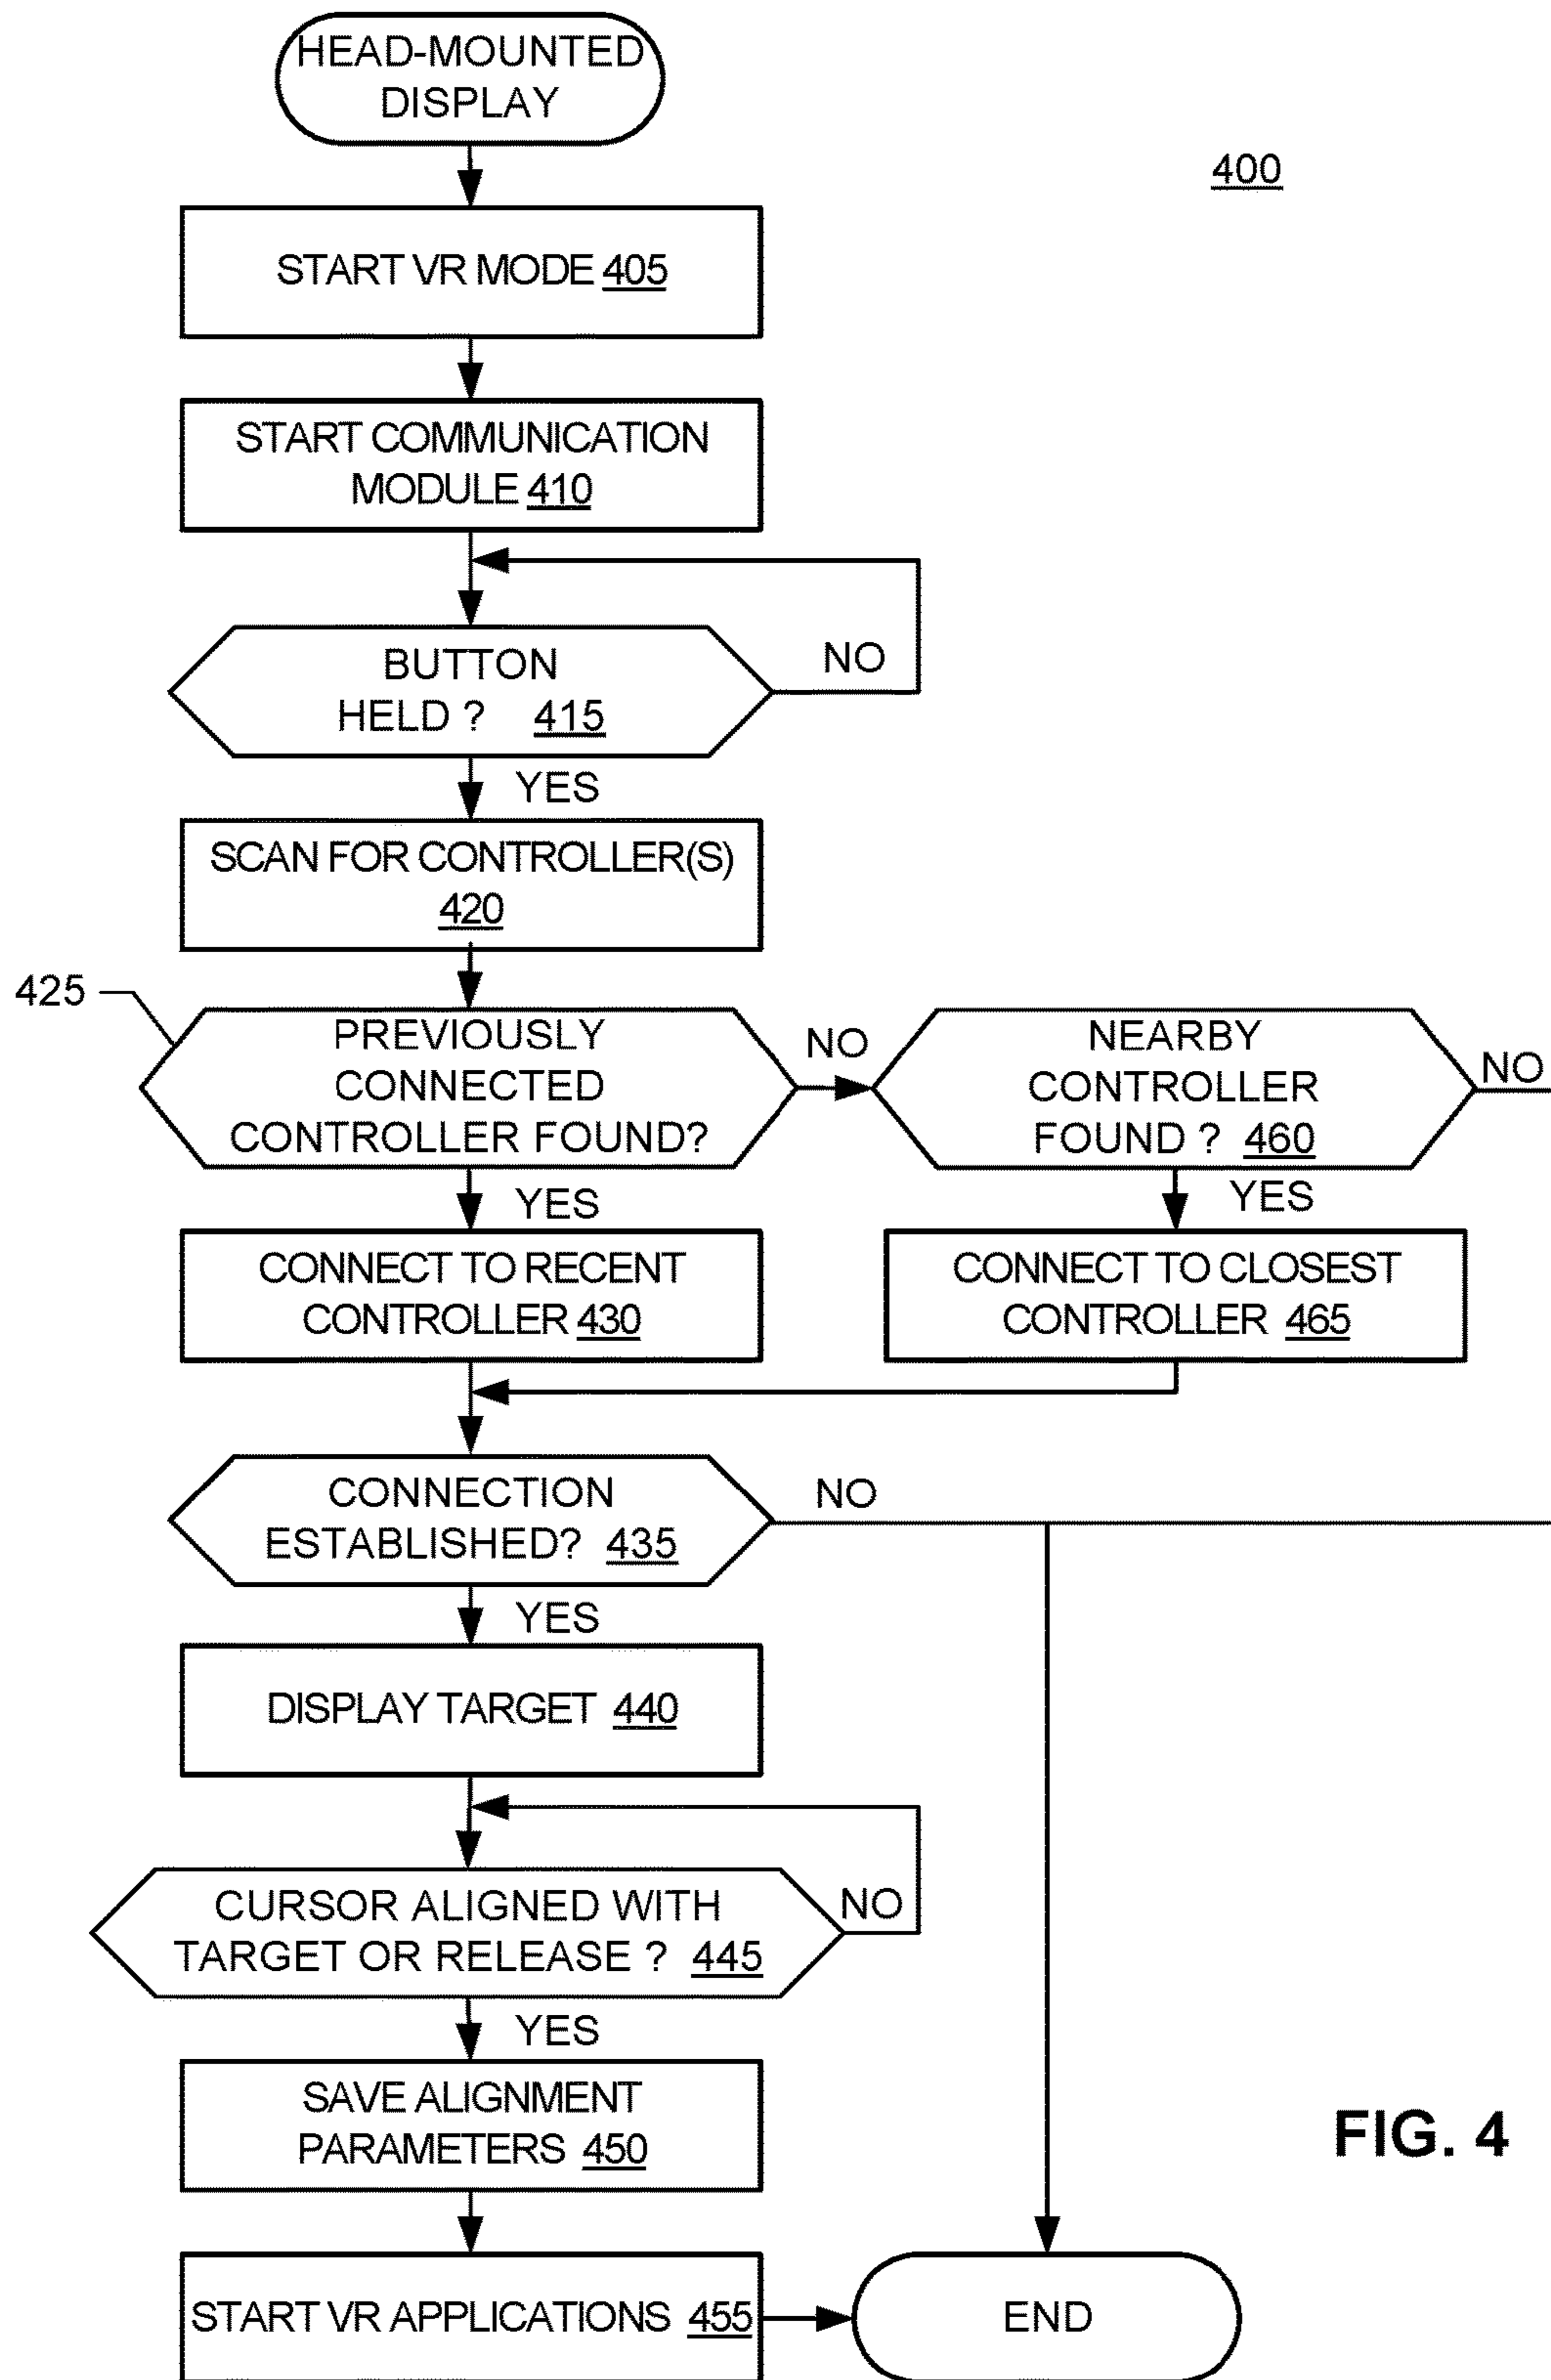 HEAD-MOUNTED
DISPLAY
400
START VR MODE 405
START COMMUNICATION
MODULE 410
BUTTON
HELD ? 415
NO
YES
SCAN FOR CONTROLLER(S)
420
425
PREVIOUSLY
CONNECTED
CONTROLLER FOUND?
NO
NEARBY
CONTROLLER
FOUND ? 460
NO
YES
YES
CONNECT TO RECENT
CONTROLLER 430
CONNECT TO CLOSEST
CONTROLLER 465
CONNECTION
ESTABLISHED? 435
NO
YES
DISPLAY TARGET 440
CURSOR ALIGNED WITH
TARGET OR RELEASE ? 445
NO
YES
SAVE ALIGNMENT
PARAMETERS 450
FIG. 4
START VR APPLICATIONS 455
END